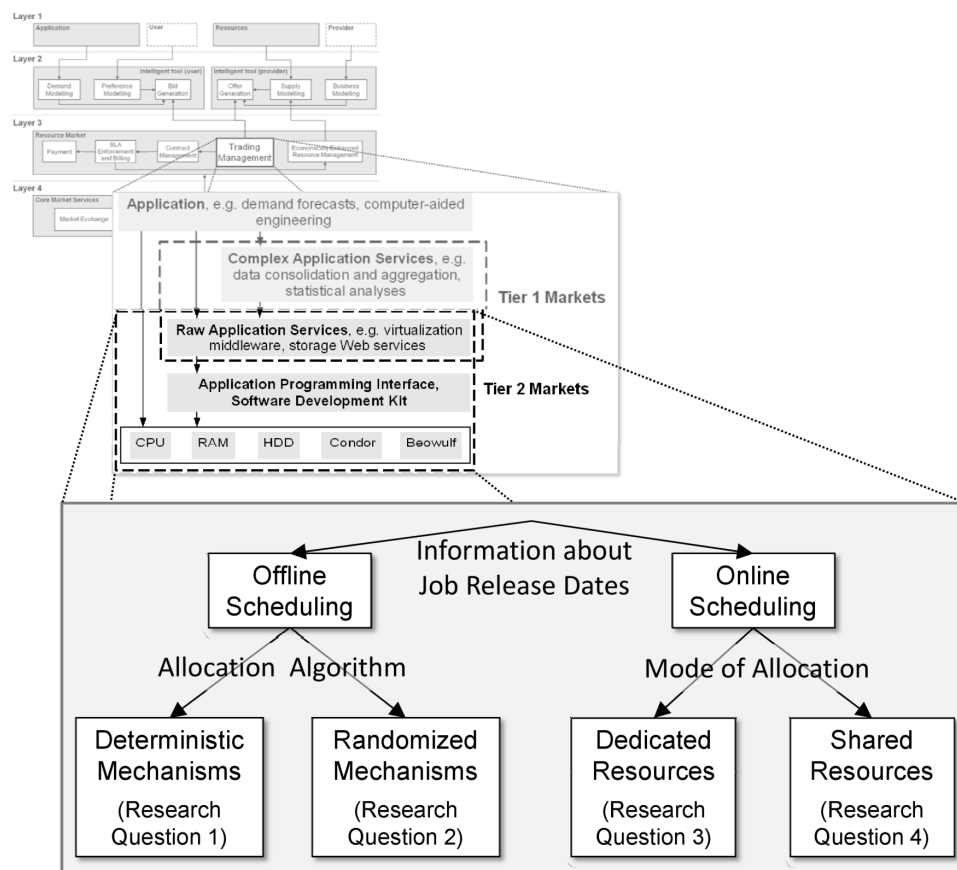 Layer 1
Application
User
Resources
Provider
Layer 2
Intelligent tool (user)
Intelligent tool (provider)
Demand
Modelling
Preference
Modelling
Bid
Generation
Offer
Generation
Supply
Modelling
Business
Modelling
Layer 3
Resource Market
Payment
SLA
Enforcement
and Billing
Contract
Management
Trading
Management
Economically Enhanced
Resource Management
Layer 4
Core Market Services
Market Exchange
Application, e.g. demand forecasts, computer-aided
engineering
Complex Application Services, e.g.
data consolidation and aggregation,
statistical analyses
Tier 1 Markets
Raw Application Services, e.g. virtualization
middleware, storage Web services
Application Programming Interface,
Software Development Kit
Tier 2 Markets
CPU
RAM
HDD
Condor
Beowulf
Information about
Job Release Dates
Offline
Scheduling
Online
Scheduling
Allocation Algorithm
Mode of Allocation
Deterministic
Mechanisms
(Research
Question 1)
Randomized
Mechanisms
(Research
Question 2)
Dedicated
Resources
(Research
Question 3)
Shared
Resources
(Research
Question 4)